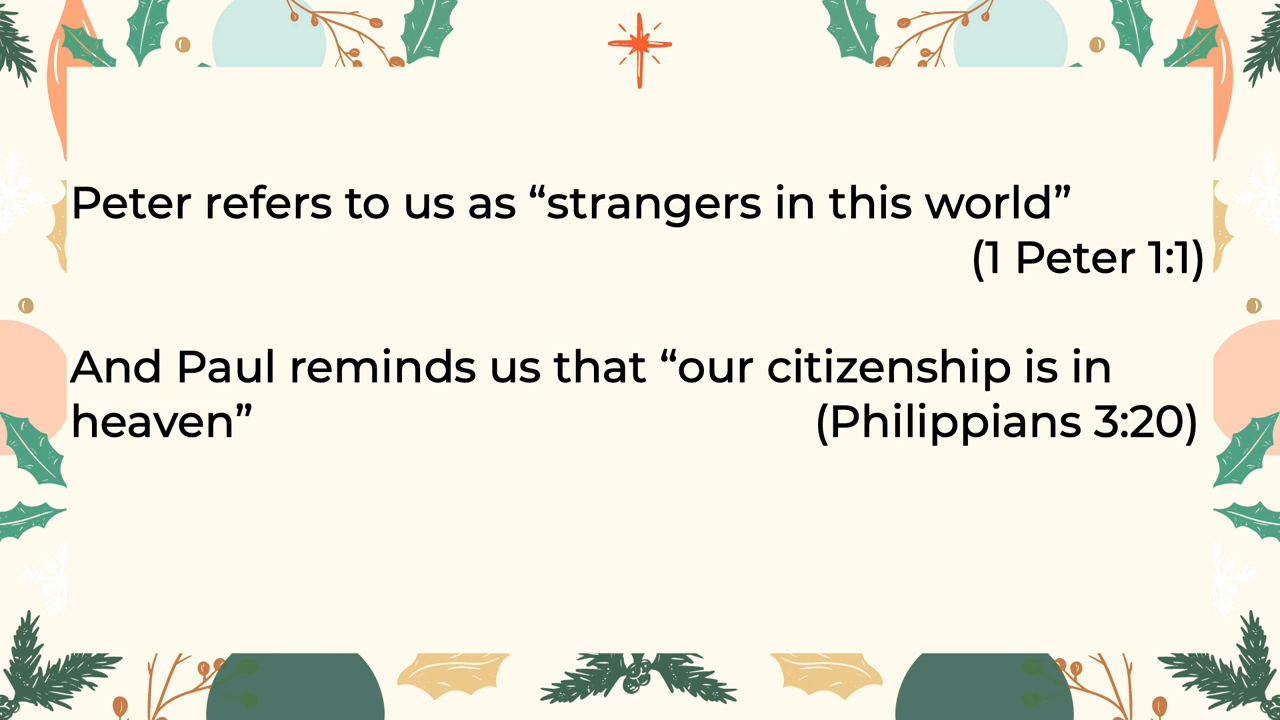 Peter refers to us as “strangers in this world”
(1 Peter 1:1)
And Paul reminds us that “our citizenship is in
heaven” (Philippians 3:20)